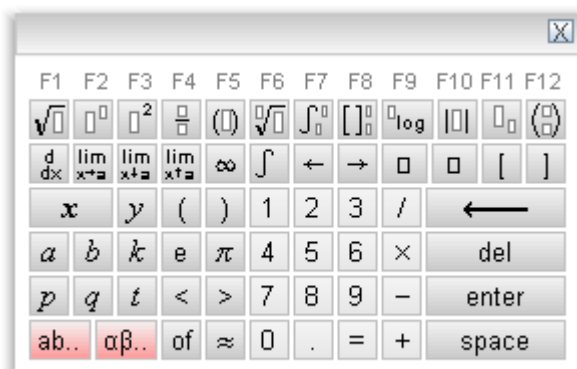 X
F1 F2 F3 F4 F5 F6 F7 F8 F9 F10 F11 F12
√▯ ▯▯ ▯² ▯/▯ (▯) ▯√▯ ∫▯▯ [ ]▯▯ ▯log |▯| ▯▯ (▯▯)
d/dx lim x→a lim x↓a lim x↑a ∞ ∫ ← → ▯ ▯ [ ]
x y ( ) 1 2 3 / ←
a b k e π 4 5 6 × del
p q t < > 7 8 9 − enter
ab.. αβ.. of ≈ 0 . = + space